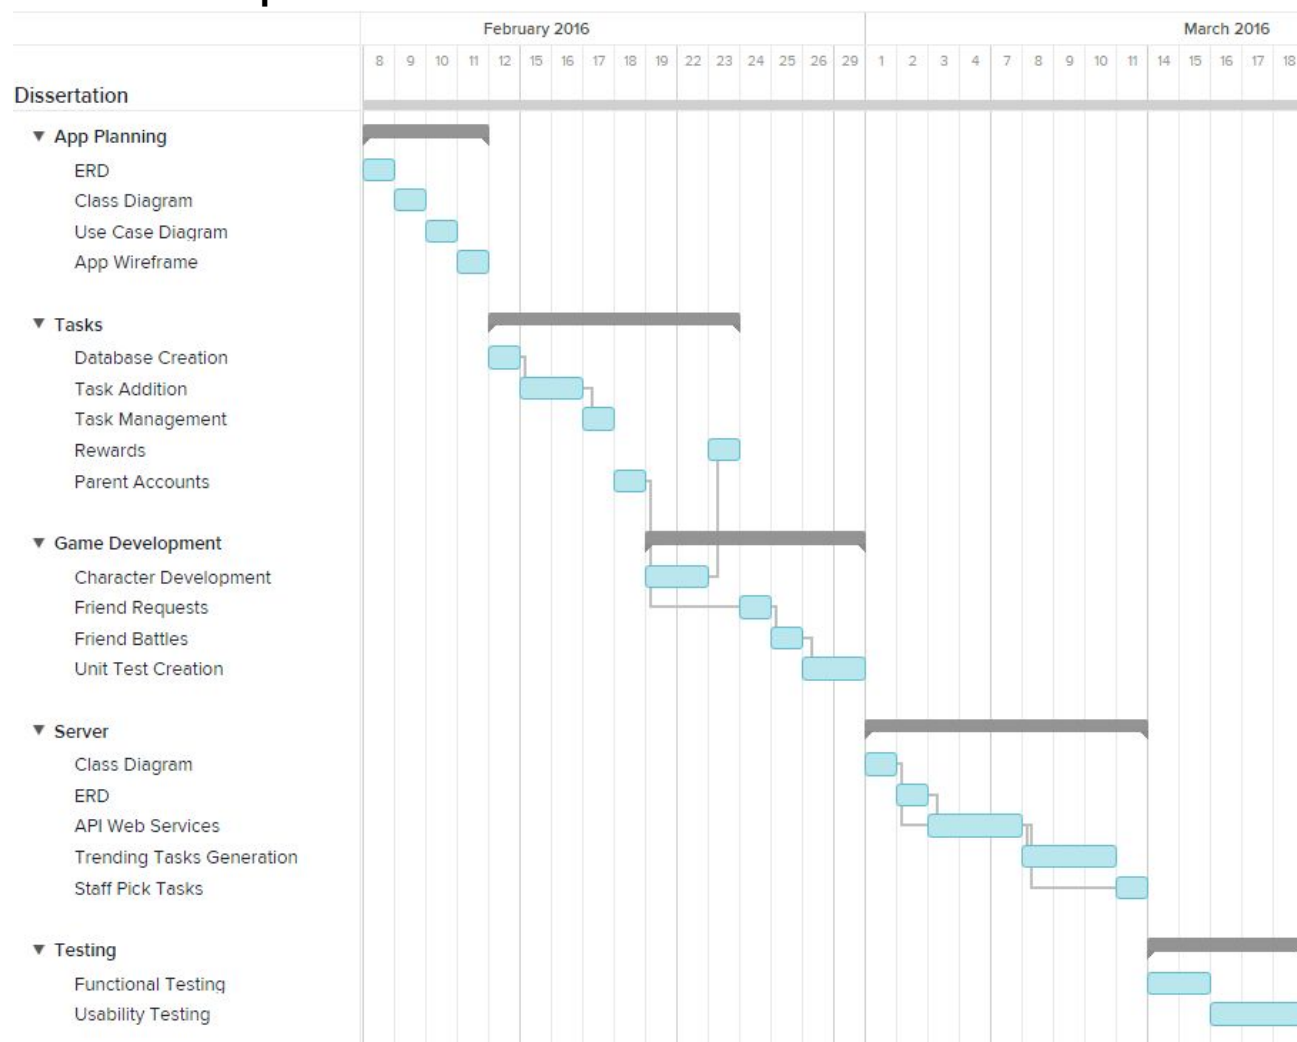 February 2016 March 2016
8 9 10 11 12 15 16 17 18 19 22 23 24 25 26 29 1 2 3 4 7 8 9 10 11 14 15 16 17 18
Dissertation
App Planning
ERD
Class Diagram
Use Case Diagram
App Wireframe
Tasks
Database Creation
Task Addition
Task Management
Rewards
Parent Accounts
Game Development
Character Development
Friend Requests
Friend Battles
Unit Test Creation
Server
Class Diagram
ERD
API Web Services
Trending Tasks Generation
Staff Pick Tasks
Testing
Functional Testing
Usability Testing